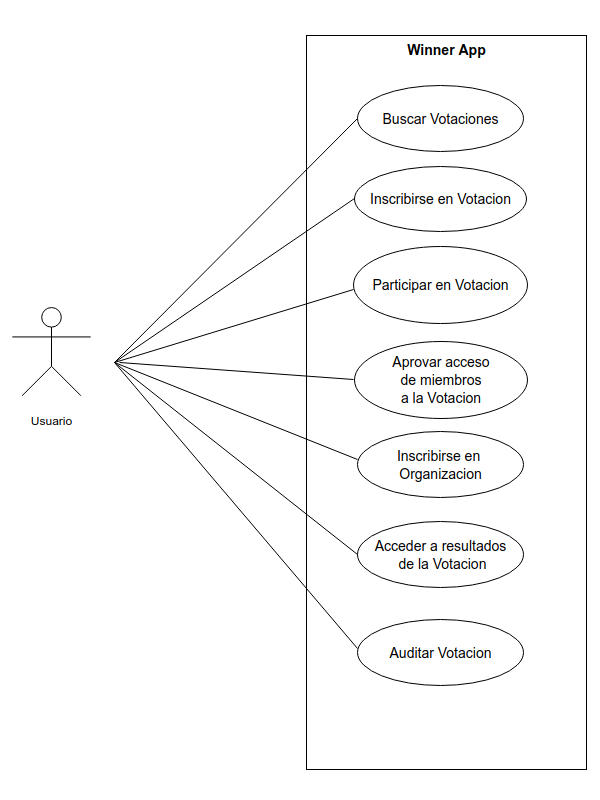 Winner App
Buscar Votaciones
Inscribirse en Votacion
Participar en Votacion
Aprovar acceso
de miembros
a la Votacion
Inscribirse en
Organizacion
Acceder a resultados
de la Votacion
Auditar Votacion
Usuario